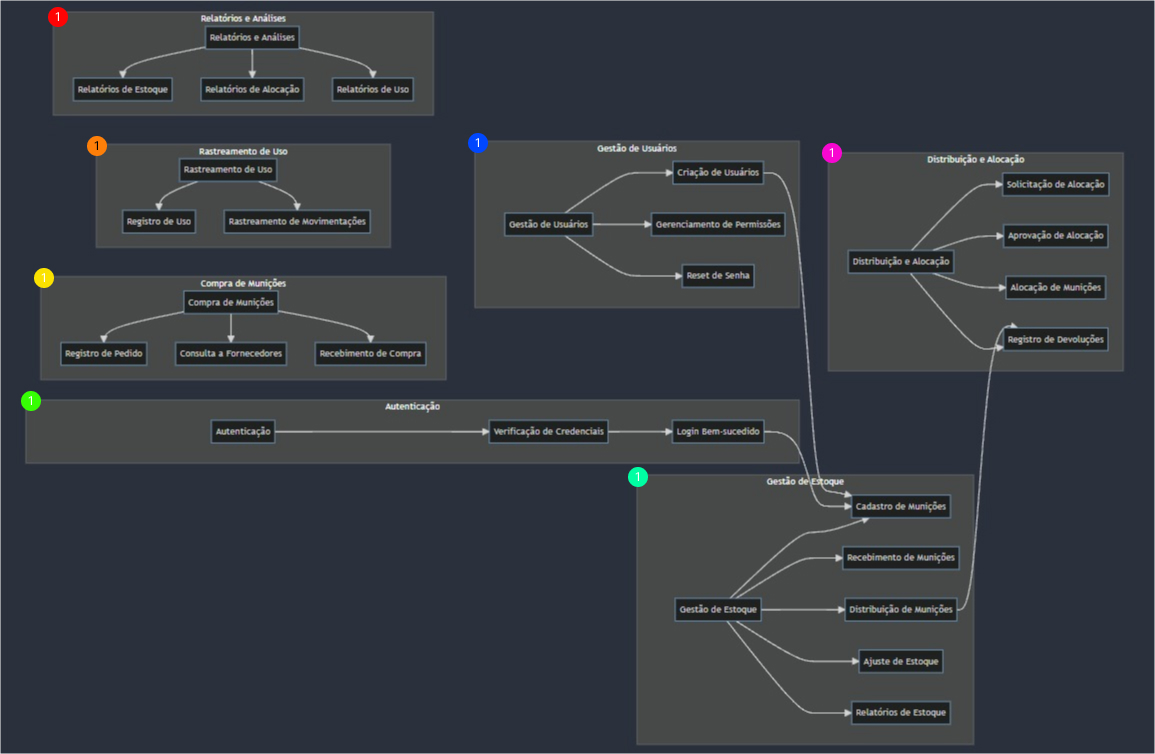 1
Relatórios e Análises
Relatórios e Análises
Relatórios de Estoque
Relatórios de Alocação
Relatórios de Uso
1
Rastreamento de Uso
Rastreamento de Uso
Registro de Uso
Rastreamento de Movimentações
1
Compra de Munições
Compra de Munições
Registro de Pedido
Consulta a Fornecedores
Recebimento de Compra
1
Autenticação
Autenticação
Verificação de Credenciais
Login Bem-sucedido
1
Gestão de Usuários
Gestão de Usuários
Criação de Usuários
Gerenciamento de Permissões
Reset de Senha
1
Distribuição e Alocação
Distribuição e Alocação
Solicitação de Alocação
Aprovação de Alocação
Alocação de Munições
Registro de Devoluções
1
Gestão de Estoque
Gestão de Estoque
Cadastro de Munições
Recebimento de Munições
Distribuição de Munições
Ajuste de Estoque
Relatórios de Estoque